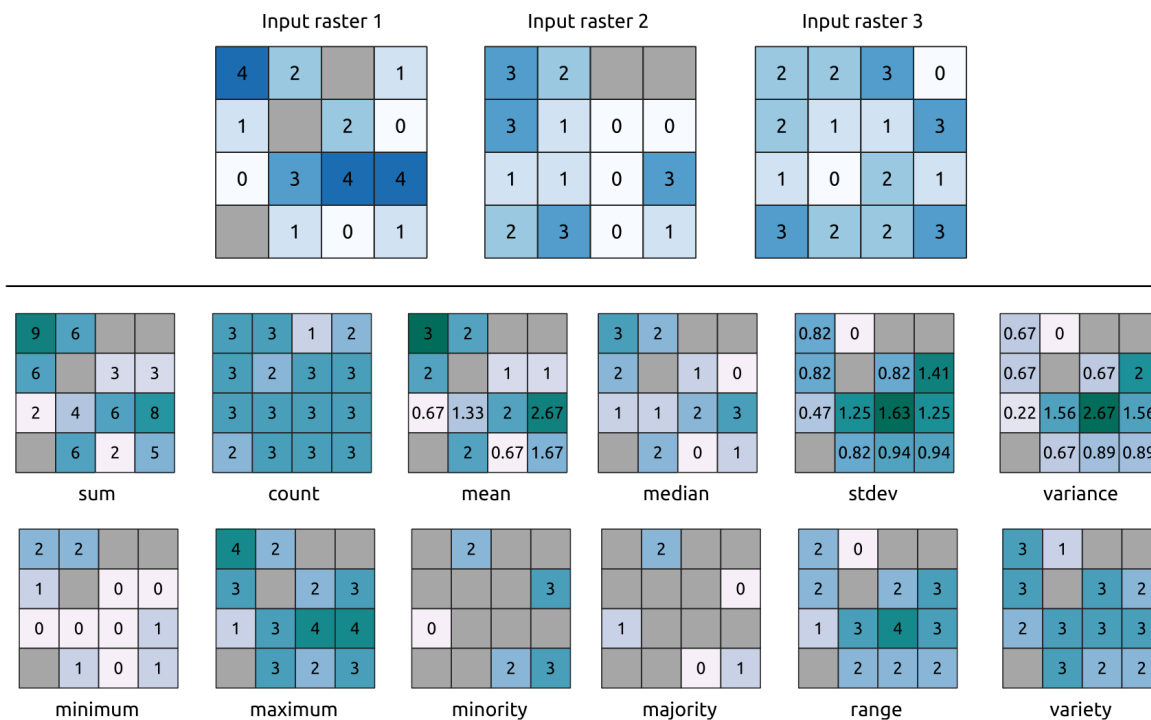 Input raster 1 Input raster 2 Input raster 3
4 2 1 3 2 2 2 3 0
1 2 0 3 1 0 0 2 1 1 3
0 3 4 4 1 1 0 3 1 0 2 1
1 0 1 2 3 0 1 3 2 2 3
9 6 3 3 1 2 3 2 3 2 0.82 0 0.67 0
6 3 3 3 2 3 3 2 1 1 2 1 0 0.82 0.82 1.41 0.67 0.67 2
2 4 6 8 3 3 3 3 0.67 1.33 2 2.67 1 1 2 3 0.47 1.25 1.63 1.25 0.22 1.56 2.67 1.56
6 2 5 2 3 3 3 2 0.67 1.67 2 0 1 0.82 0.94 0.94 0.67 0.89 0.89
sum count mean median stdev variance
2 2 4 2 2 2 2 0 3 1
1 0 0 3 2 3 3 0 2 2 3 3 3 2
0 0 0 1 1 3 4 4 0 1 1 3 4 3 2 3 3 3
1 0 1 3 2 3 2 3 0 1 2 2 2 3 2 2
minimum maximum minority majority range variety